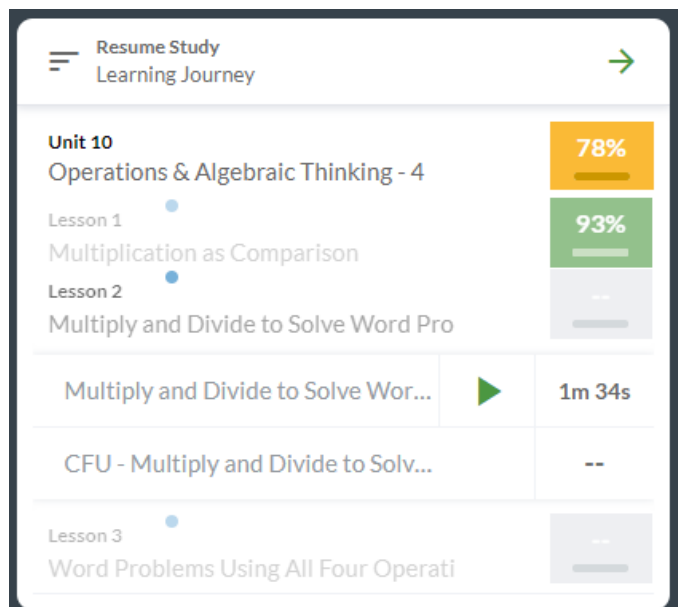 Resume Study
Learning Journey
Unit 10
Operations & Algebraic Thinking - 4
78%
Lesson 1
Multiplication as Comparison
93%
Lesson 2
Multiply and Divide to Solve Word Pro
--
Multiply and Divide to Solve Wor...
1m 34s
CFU - Multiply and Divide to Solv...
--
Lesson 3
Word Problems Using All Four Operati
--